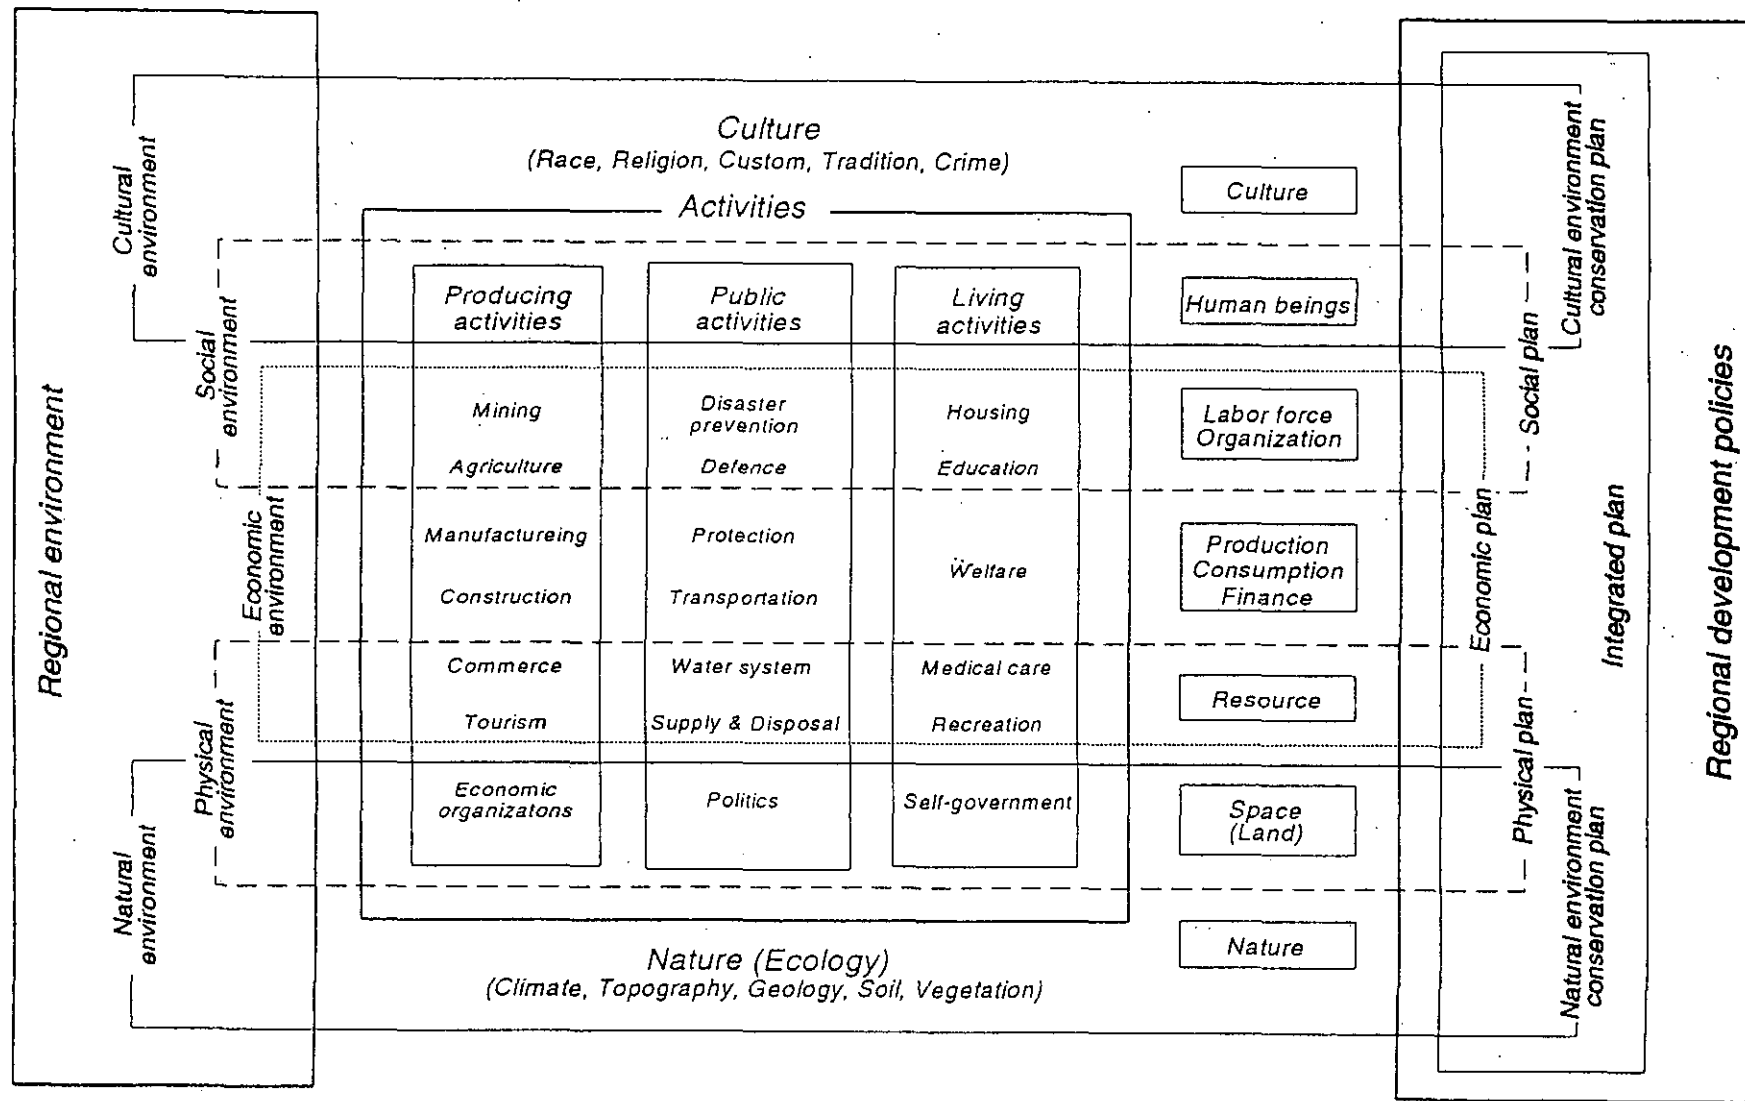 Regional environment
Cultural
environment
Social
environment
Economic
environment
Physical
environment
Natural
environment
Culture
(Race, Religion, Custom, Tradition, Crime)
Activities
Producing
activities
Mining
Agriculture
Manufactureing
Construction
Commerce
Tourism
Economic
organizatons
Public
activities
Disaster
prevention
Defence
Protection
Transportation
Water system
Supply & Disposal
Politics
Living
activities
Housing
Education
Welfare
Medical care
Recreation
Self-government
Nature (Ecology)
(Climate, Topography, Geology, Soil, Vegetation)
Culture
Human beings
Labor force
Organization
Production
Consumption
Finance
Resource
Space
(Land)
Nature
Cultural environment
conservation plan
Social plan
Economic plan
Physical plan
Natural environment
conservation plan
Integrated plan
Regional development policies